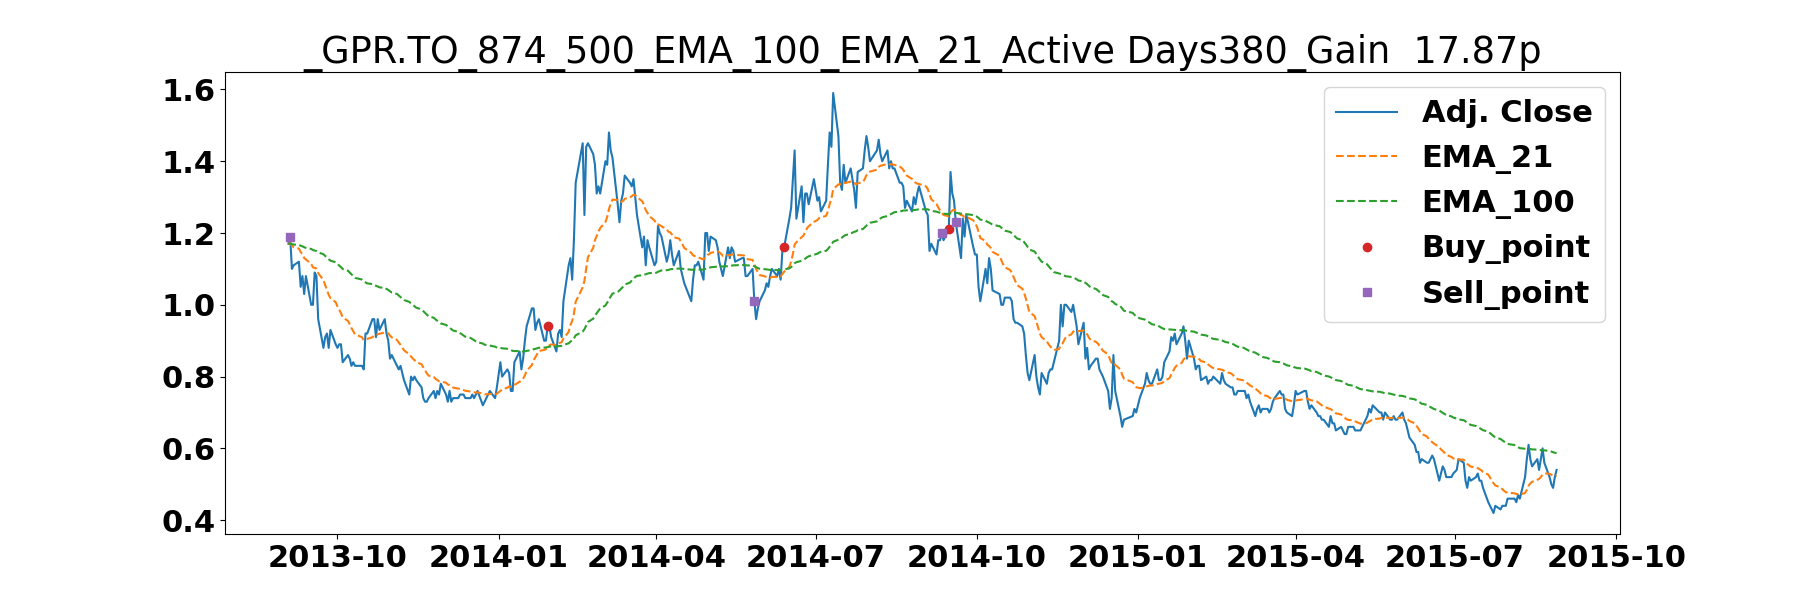 _GPR.TO_874_500_EMA_100_EMA_21_Active Days380_Gain  17.87p
1.6
1.4
1.2
1.0
0.8
0.6
0.4
Adj. Close
EMA_21
EMA_100
Buy_point
Sell_point
2013-10 2014-01 2014-04 2014-07 2014-10 2015-01 2015-04 2015-07 2015-10